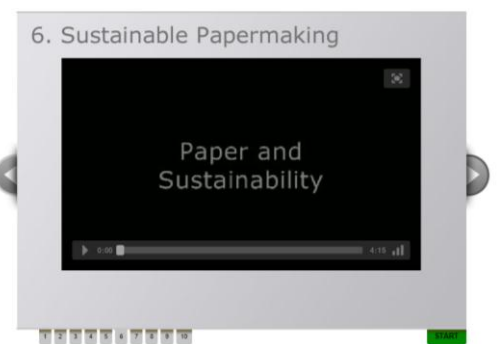 6. Sustainable Papermaking
Paper and
Sustainability
0:00 4:15
1 2 3 4 5 6 7 8 9 10
START